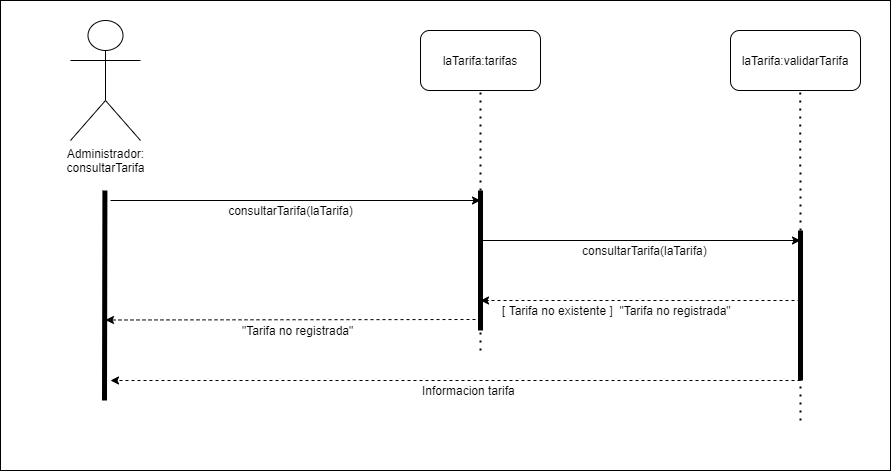 laTarifa:tarifas
laTarifa:validarTarifa
Administrador:
consultarTarifa
consultarTarifa(laTarifa)
consultarTarifa(laTarifa)
[ Tarifa no existente ]  "Tarifa no registrada"
"Tarifa no registrada"
Informacion tarifa